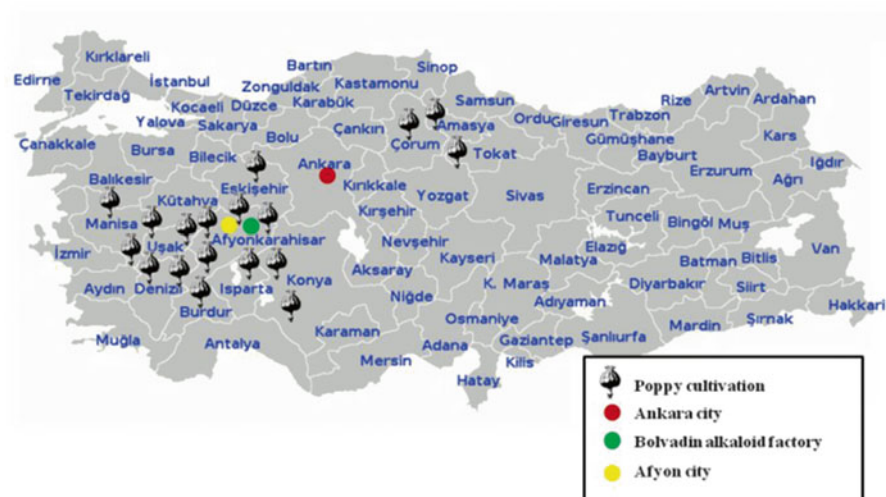 Kırklareli
Edirne
Tekirdağ
İstanbul
Bartın
Zonguldak
Kastamonu
Sinop
Kocaeli
Düzce
Karabük
Samsun
Yalova
Sakarya
Bolu
Çankırı
Amasya
Ordu
Giresun
Trabzon
Rize
Artvin
Ardahan
Çanakkale
Bursa
Bilecik
Ankara
Çorum
Tokat
Gümüşhane
Bayburt
Kars
Erzurum
Iğdır
Balıkesir
Kütahya
Eskişehir
Kırıkkale
Yozgat
Sivas
Erzincan
Ağrı
Manisa
Kırşehir
Tunceli
Bingöl
Muş
İzmir
Uşak
Afyonkarahisar
Nevşehir
Kayseri
Malatya
Elazığ
Batman
Bitlis
Van
Aydın
Denizli
Isparta
Konya
Aksaray
Niğde
K. Maraş
Adıyaman
Diyarbakır
Siirt
Hakkari
Burdur
Muğla
Antalya
Karaman
Mersin
Adana
Osmaniye
Gaziantep
Şanlıurfa
Mardin
Şırnak
Kilis
Hatay
Poppy cultivation
Ankara city
Bolvadin alkaloid factory
Afyon city